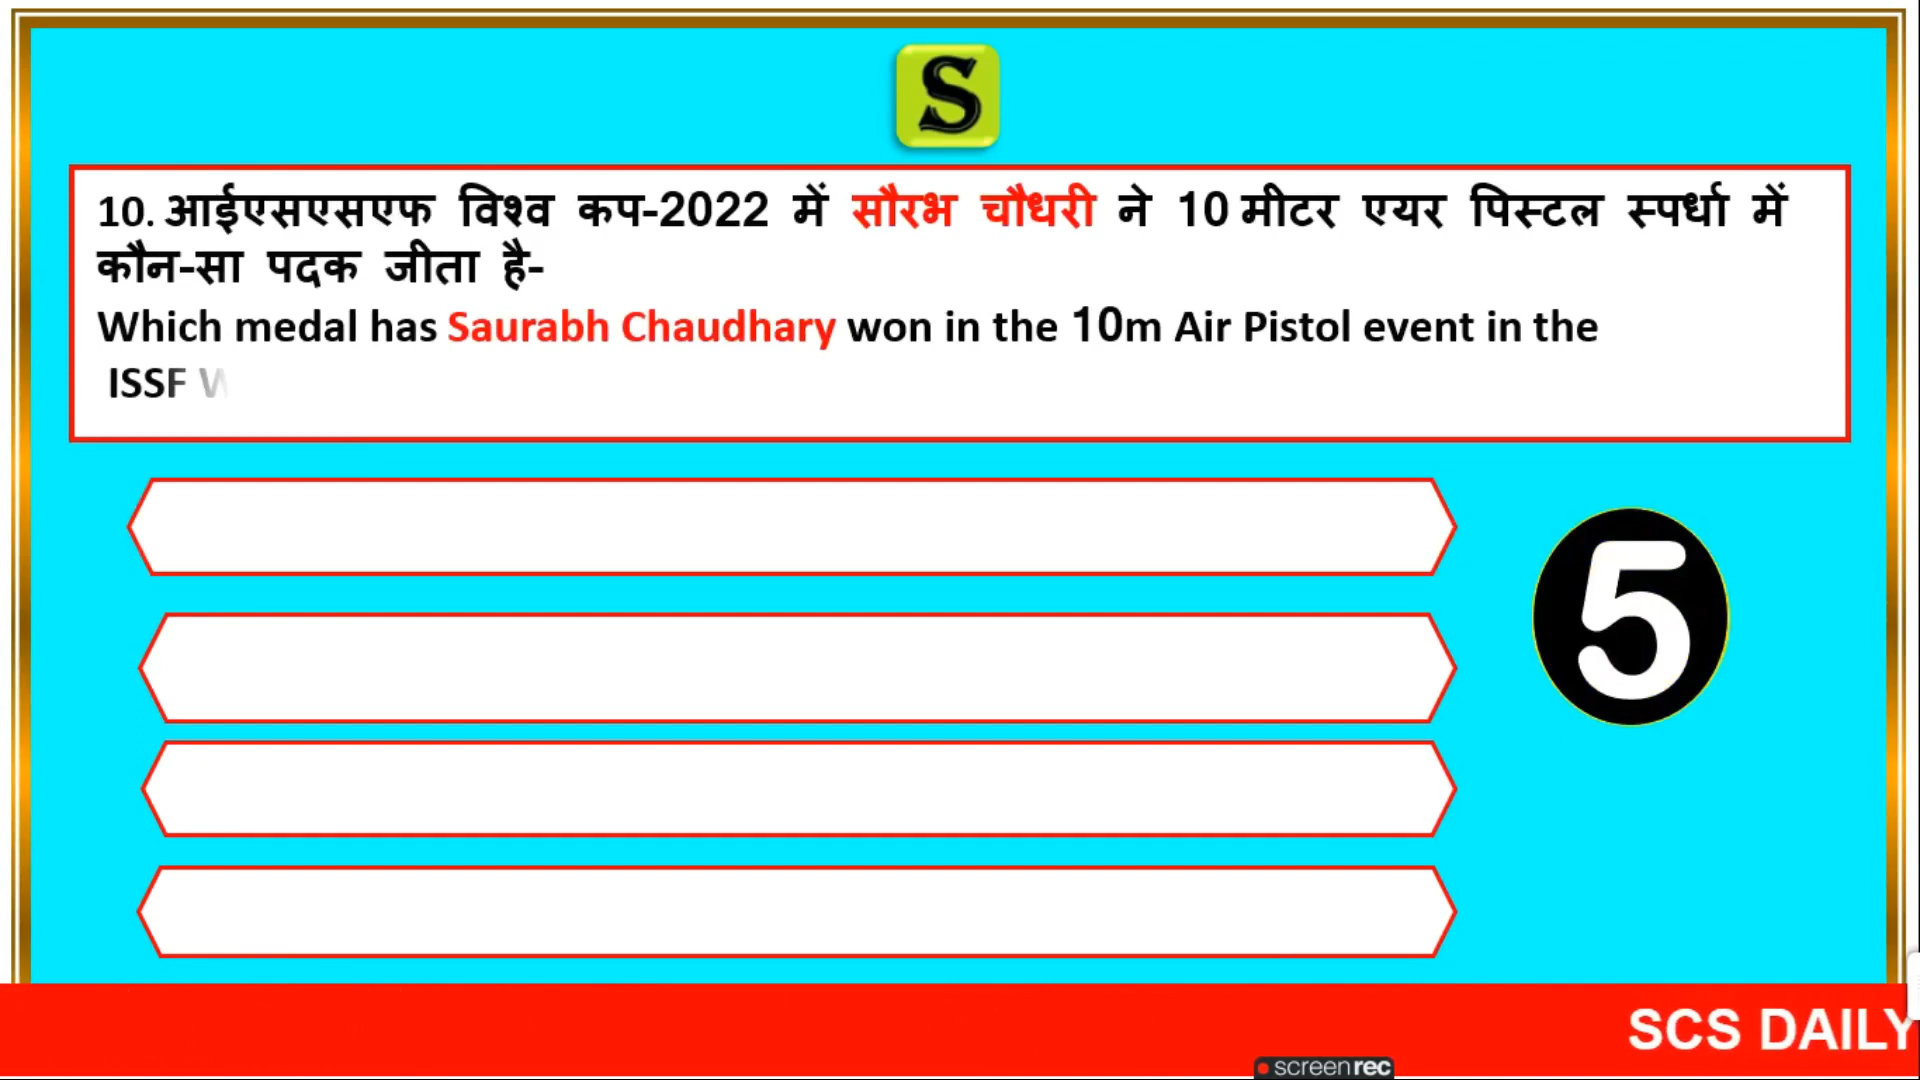 S
10. आईएसएसएफ विश्व कप-2022 में सौरभ चौधरी ने 10 मीटर एयर पिस्टल स्पर्धा में
कौन-सा पदक जीता है-
Which medal has Saurabh Chaudhary won in the 10m Air Pistol event in the
ISSF W
5
SCS DAILY
screenrec